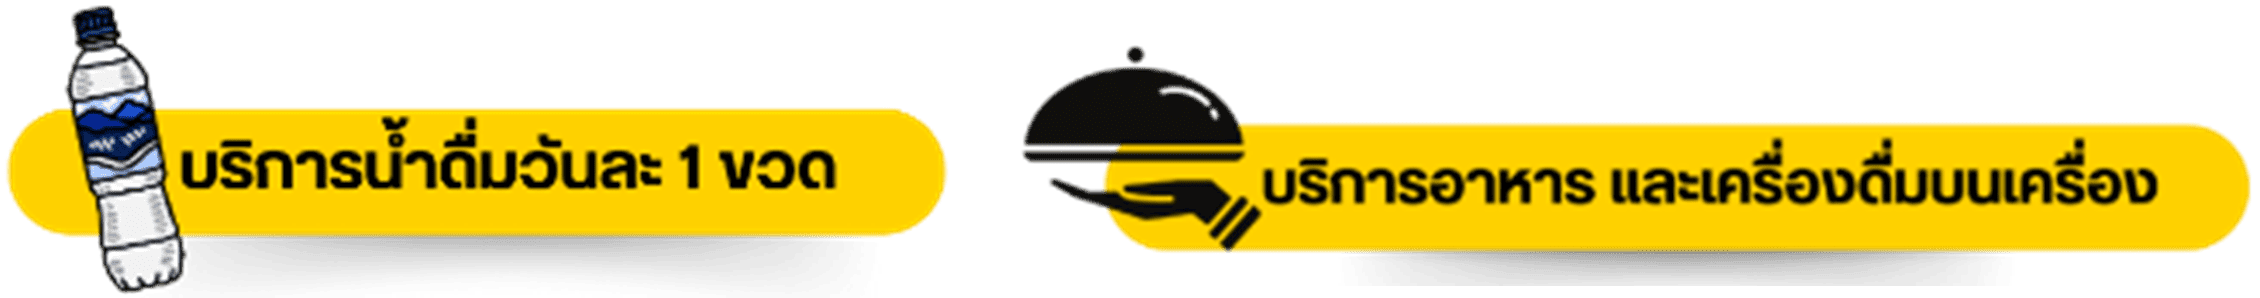 บริการน้ำดื่มวันละ 1 ขวด
บริการอาหาร และเครื่องดื่มบนเครื่อง